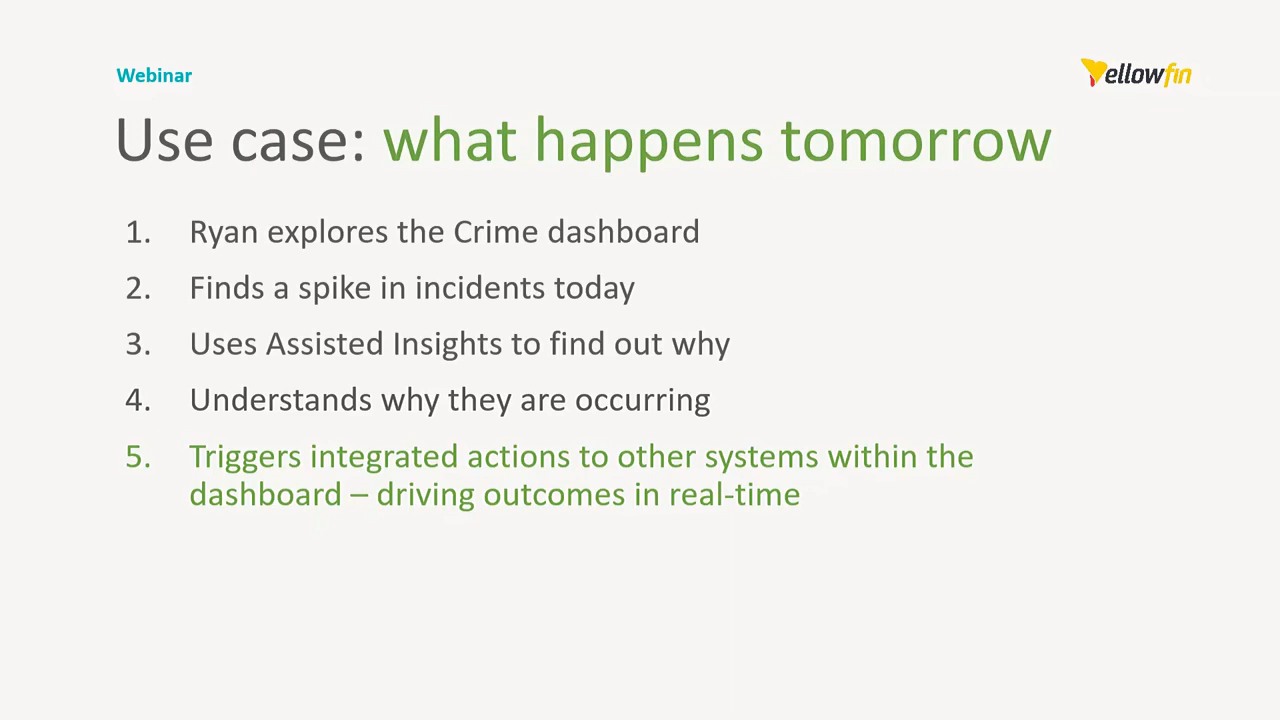 Webinar
Yellowfin
Use case: what happens tomorrow
1. Ryan explores the Crime dashboard
2. Finds a spike in incidents today
3. Uses Assisted Insights to find out why
4. Understands why they are occurring
5. Triggers integrated actions to other systems within the
dashboard – driving outcomes in real-time